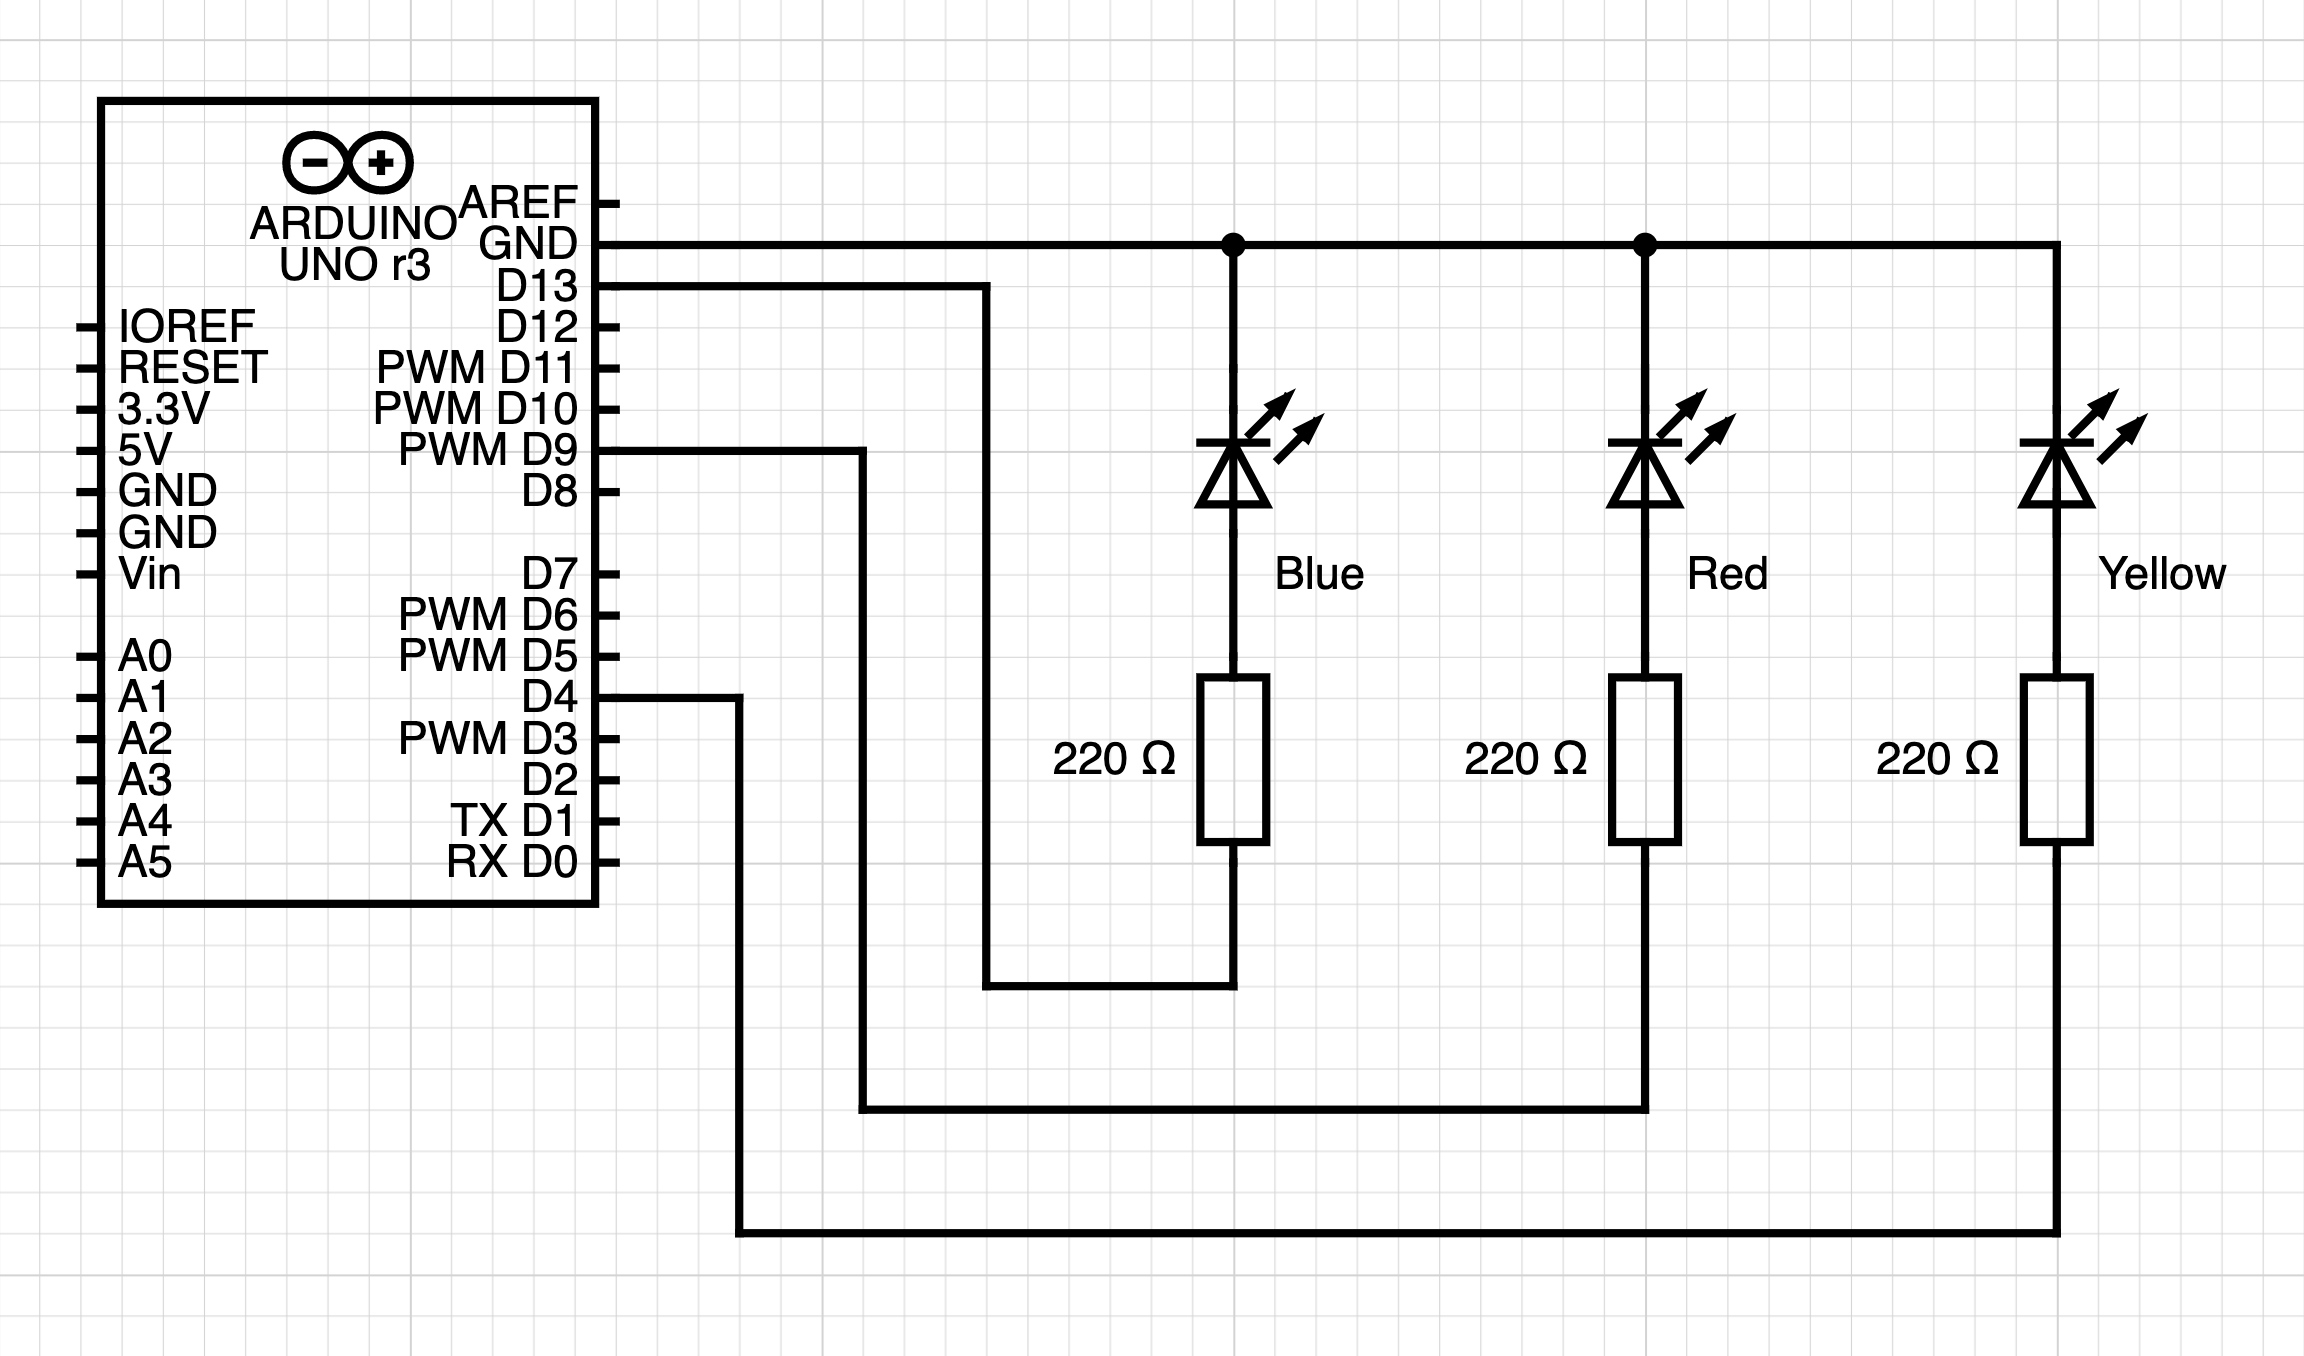 ARDUINO
UNO r3
AREF
GND
D13
IOREF
D12
RESET
PWM D11
3.3V
PWM D10
5V
PWM D9
GND
D8
GND
Vin
D7
PWM D6
A0
PWM D5
A1
D4
A2
PWM D3
A3
D2
A4
TX D1
A5
RX D0
Blue
Red
Yellow
220 Ω
220 Ω
220 Ω